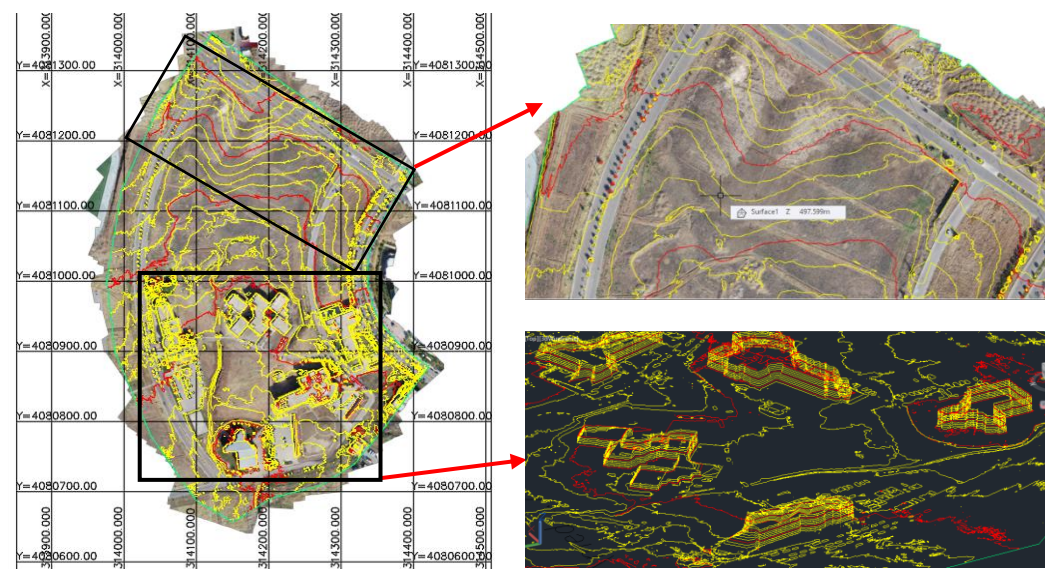 X=313900.000
X=314000.000
X=314100.000
X=314200.000
X=314300.000
X=314400.000
X=314500.000
Y=4081300.00
Y=4081300.00
Y=4081200.00
Y=4081200.00
Y=4081100.00
Y=4081100.00
Y=4081000.00
Y=4081000.00
Y=4080900.00
Y=4080900.00
Y=4080800.00
Y=4080800.00
Y=4080700.00
Y=4080700.00
Y=4080600.00
Y=4080600.00
Surface1 Z 497.599m